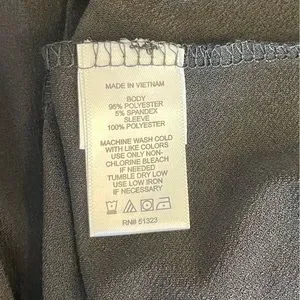 MADE IN VIETNAM
BODY
95% POLYESTER
5% SPANDEX
SLEEVE
100% POLYESTER
MACHINE WASH COLD
WITH LIKE COLORS
USE ONLY NON-
CHLORINE BLEACH
IF NEEDED
TUMBLE DRY LOW
USE LOW IRON
IF NECESSARY
RN# 51323